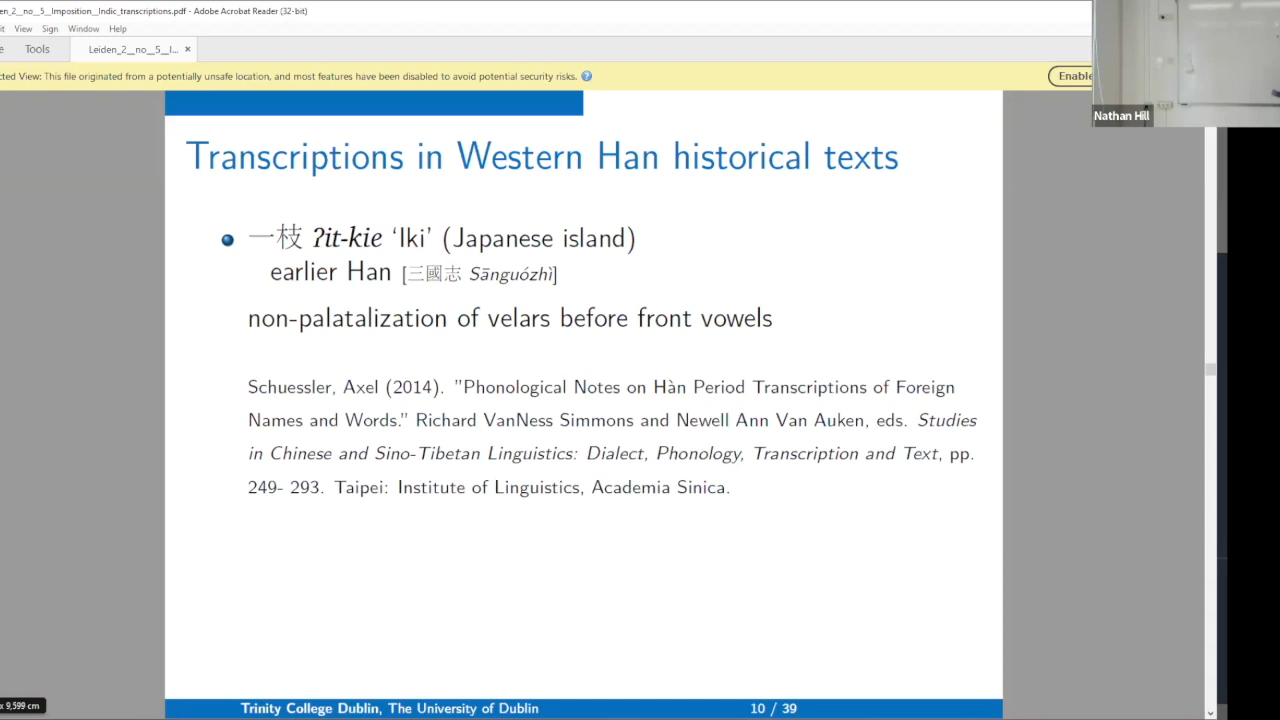 en_2__no__5__Imposition__Indic_transcriptions.pdf - Adobe Acrobat Reader (32-bit)
View Sign Window Help
Tools Leiden_2__no__5__I... ×
View: This file originated from a potentially unsafe location, and most features have been disabled to avoid potential security risks. ?
Nathan Hill
Transcriptions in Western Han historical texts
一枝 ʔit-kie ‘Iki’ (Japanese island)
earlier Han [三國志 Sānguózhì]
non-palatalization of velars before front vowels
Schuessler, Axel (2014). ”Phonological Notes on Hàn Period Transcriptions of Foreign
Names and Words.” Richard VanNess Simmons and Newell Ann Van Auken, eds. Studies
in Chinese and Sino-Tibetan Linguistics: Dialect, Phonology, Transcription and Text, pp.
249- 293. Taipei: Institute of Linguistics, Academia Sinica.
x 9,599 cm
Trinity College Dublin, The University of Dublin 10 / 39